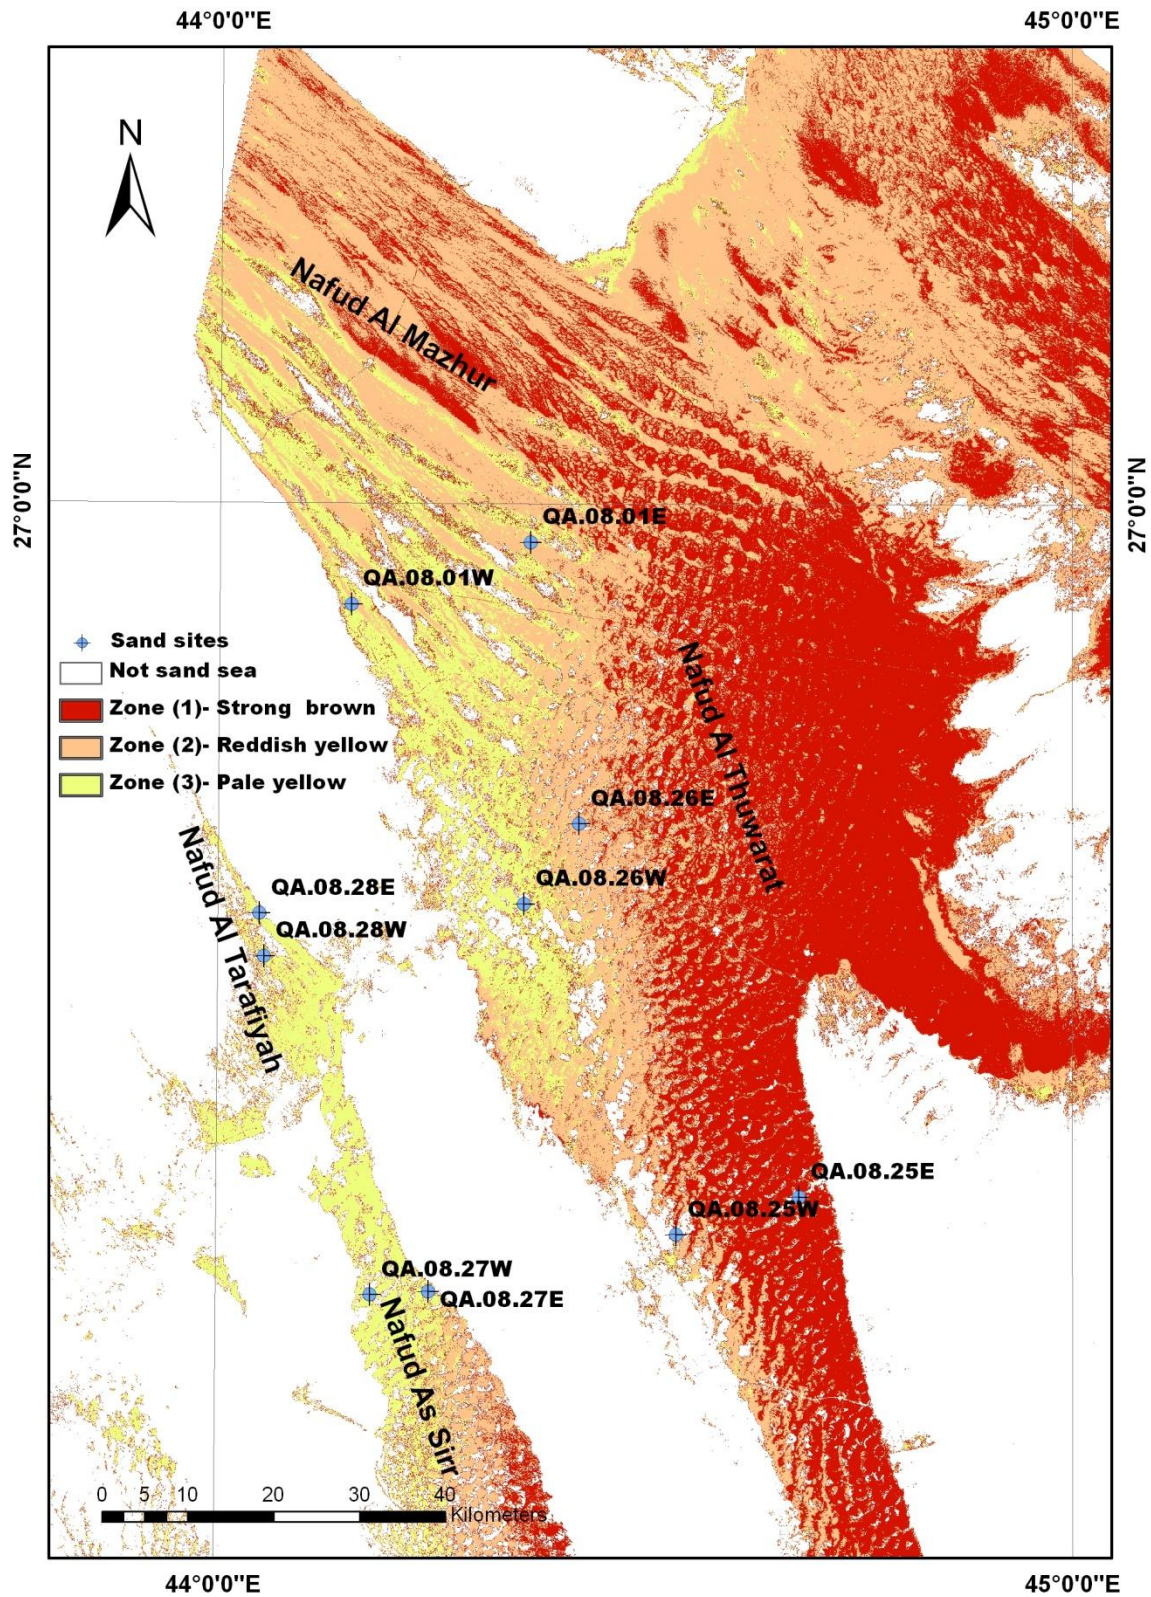 44°0'0"E
45°0'0"E
N
Nafud Al Mazhur
27°0'0"N
27°0'0"N
QA.08.01E
QA.08.01W
Sand sites
Not sand sea
Zone (1)- Strong brown
Zone (2)- Reddish yellow
Zone (3)- Pale yellow
Nafud Al Thuwarat
QA.08.26E
QA.08.26W
Nafud Al Tarafiyah
QA.08.28E
QA.08.28W
QA.08.25E
QA.08.25W
QA.08.27W
QA.08.27E
Nafud As Sirr
0 5 10 20 30 40
Kilometers
44°0'0"E
45°0'0"E